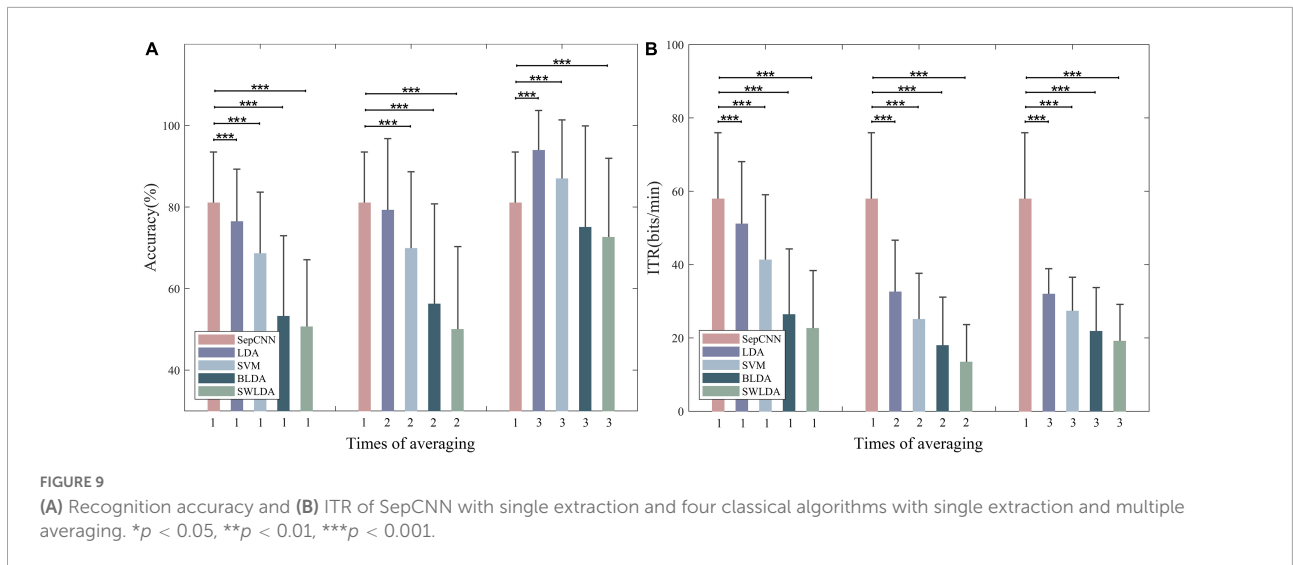 A
Accuracy(%)
100
80
60
40
***
***
***
***
***
***
***
***
***
***
SepCNN
LDA
SVM
BLDA
SWLDA
1 1 1 1 1 1 2 2 2 2 1 3 3 3 3
Times of averaging
B
ITR(bits/min)
100
80
60
40
20
0
***
***
***
***
***
***
***
***
***
***
***
***
SepCNN
LDA
SVM
BLDA
SWLDA
1 1 1 1 1 1 2 2 2 2 1 3 3 3 3
Times of averaging
FIGURE 9
(A) Recognition accuracy and (B) ITR of SepCNN with single extraction and four classical algorithms with single extraction and multiple
averaging. *p < 0.05, **p < 0.01, ***p < 0.001.